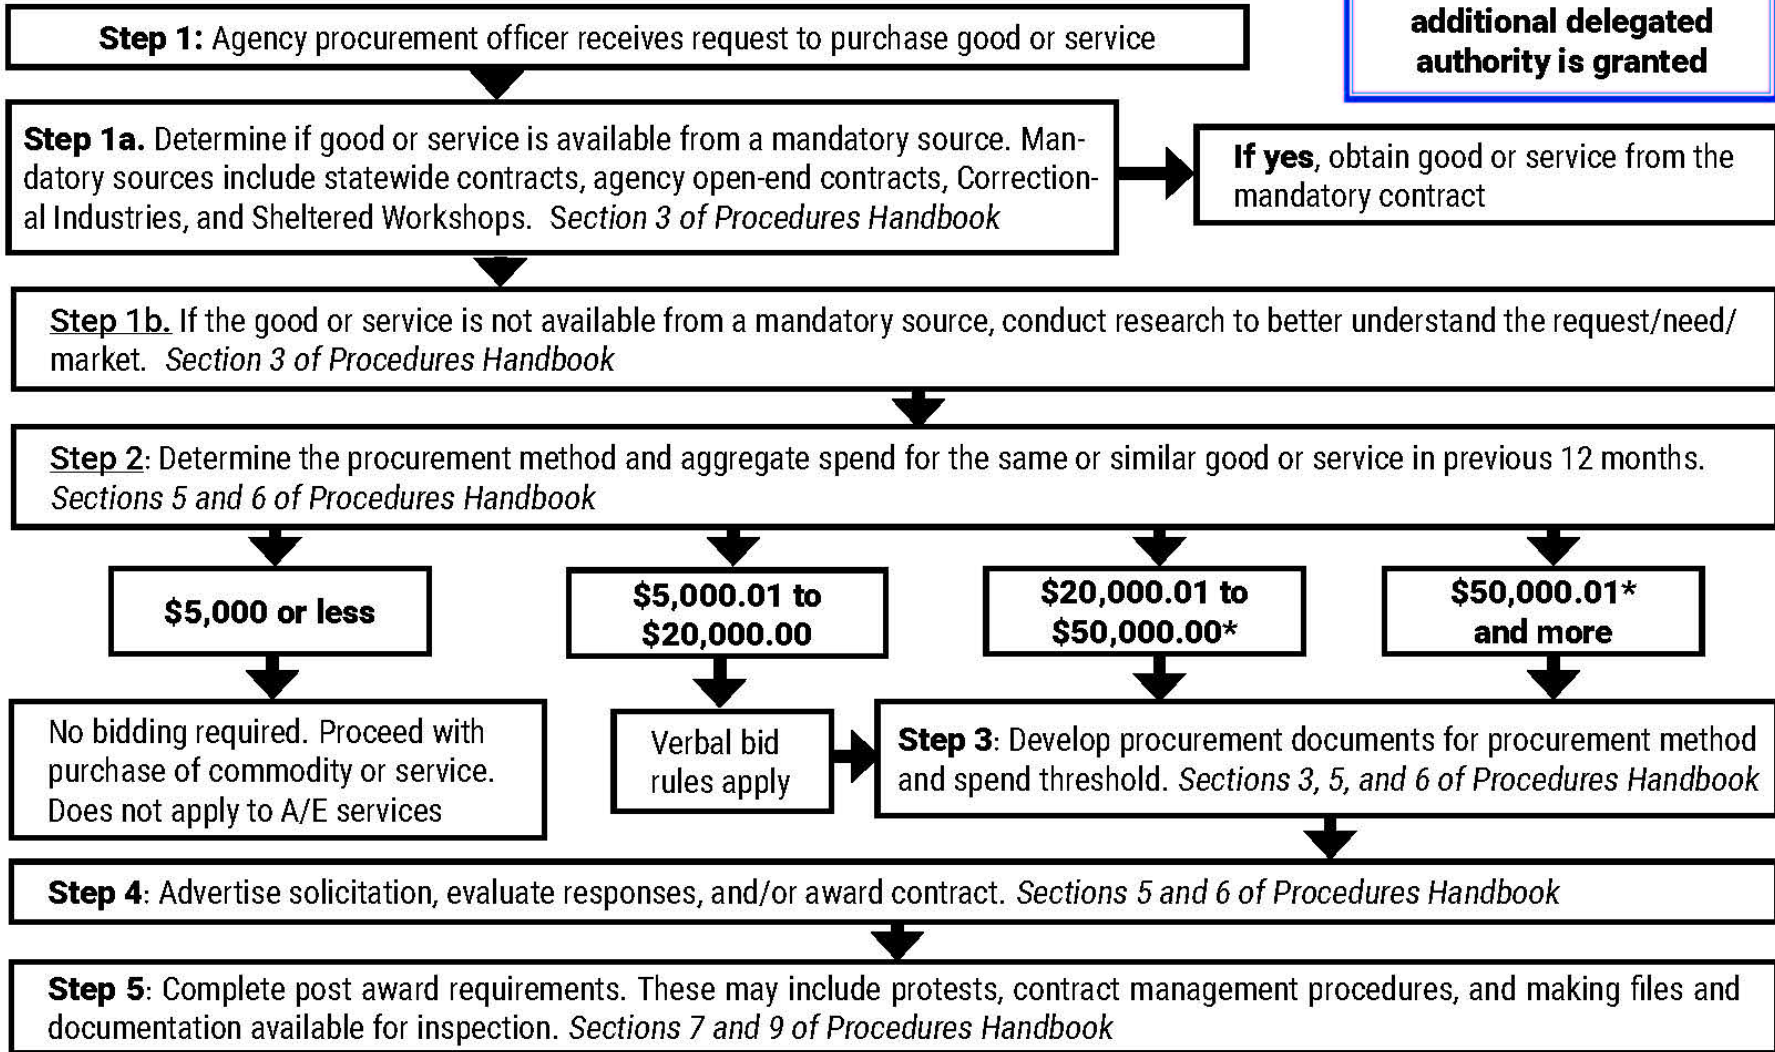 additional delegated
authority is granted
Step 1: Agency procurement officer receives request to purchase good or service
Step 1a. Determine if good or service is available from a mandatory source. Man-
datory sources include statewide contracts, agency open-end contracts, Correction-
al Industries, and Sheltered Workshops. Section 3 of Procedures Handbook
If yes, obtain good or service from the
mandatory contract
Step 1b. If the good or service is not available from a mandatory source, conduct research to better understand the request/need/
market. Section 3 of Procedures Handbook
Step 2: Determine the procurement method and aggregate spend for the same or similar good or service in previous 12 months.
Sections 5 and 6 of Procedures Handbook
$5,000 or less
$5,000.01 to
$20,000.00
$20,000.01 to
$50,000.00*
$50,000.01*
and more
No bidding required. Proceed with
purchase of commodity or service.
Does not apply to A/E services
Verbal bid
rules apply
Step 3: Develop procurement documents for procurement method
and spend threshold. Sections 3, 5, and 6 of Procedures Handbook
Step 4: Advertise solicitation, evaluate responses, and/or award contract. Sections 5 and 6 of Procedures Handbook
Step 5: Complete post award requirements. These may include protests, contract management procedures, and making files and
documentation available for inspection. Sections 7 and 9 of Procedures Handbook